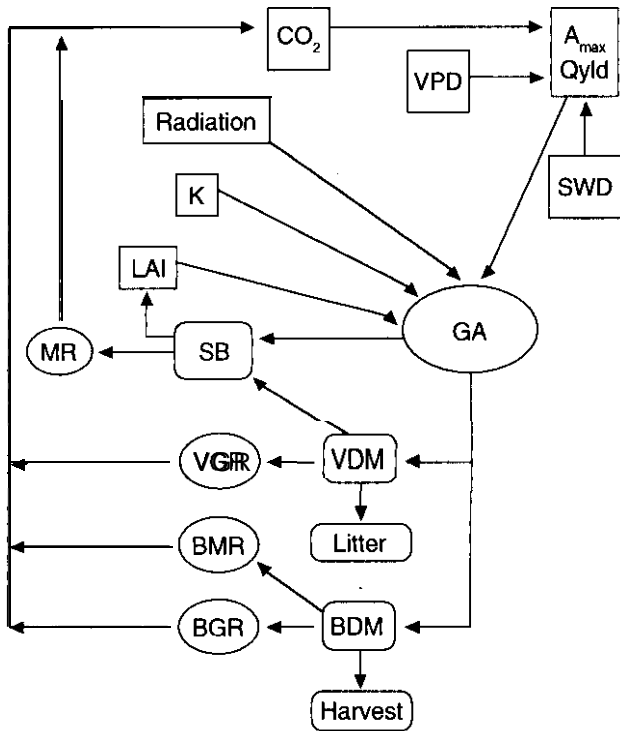 CO2
Amax
Qyld
VPD
Radiation
SWD
K
LAI
GA
MR
SB
VDM
Litter
BMR
BGR
BDM
Harvest